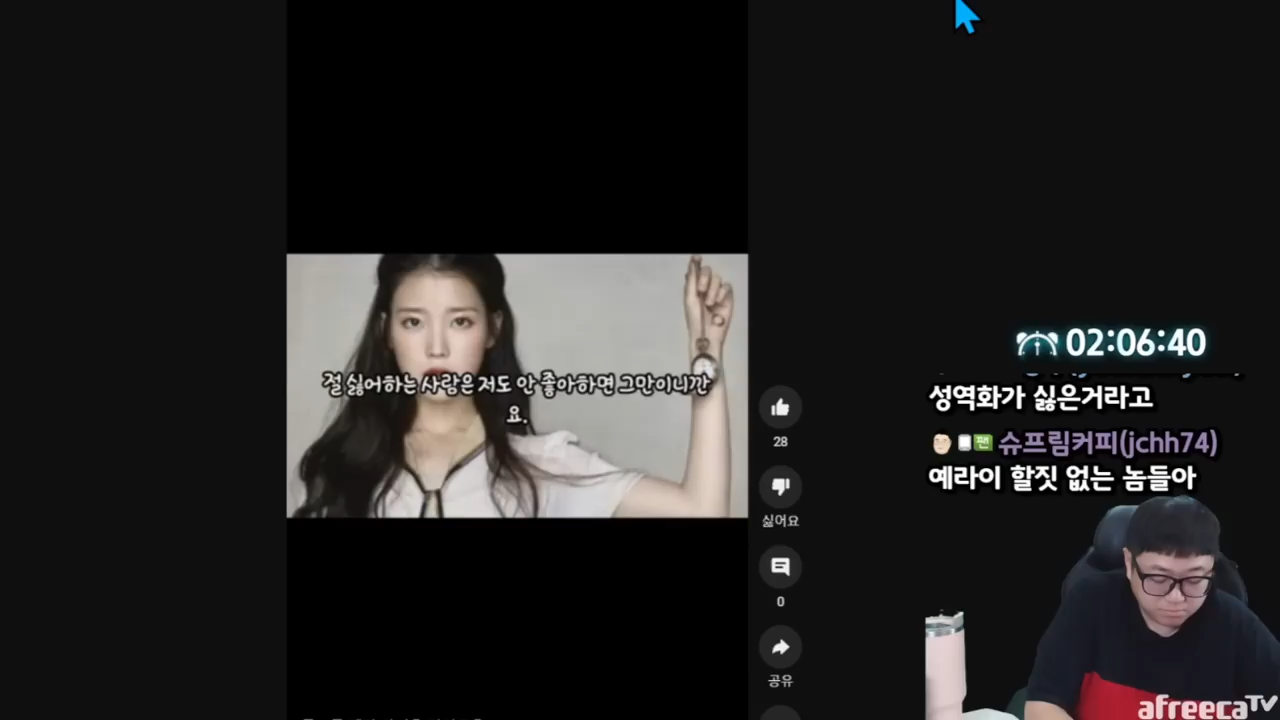 절 싫어하는 사람은 저도 안 좋아하면 그만이니깐
요.
28
싫어요
0
공유
02:06:40
성역화가 싫은거라고
팬 슈프림커피(jchh74)
예라이 할짓 없는 놈들아
afreecaTV